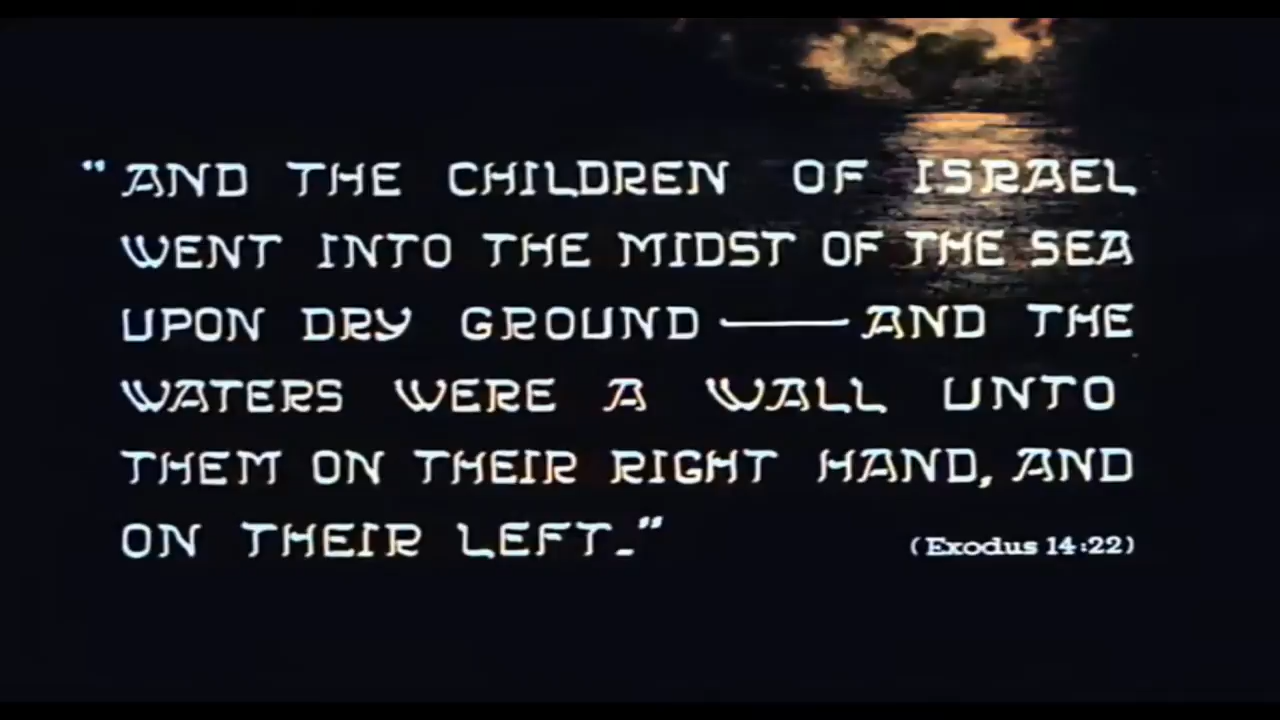 “AND THE CHILDREN OF ISRAEL
WENT INTO THE MIDST OF THE SEA
UPON DRY GROUND — AND THE
WATERS WERE A WALL UNTO
THEM ON THEIR RIGHT HAND, AND
ON THEIR LEFT.”
(Exodus 14:22)